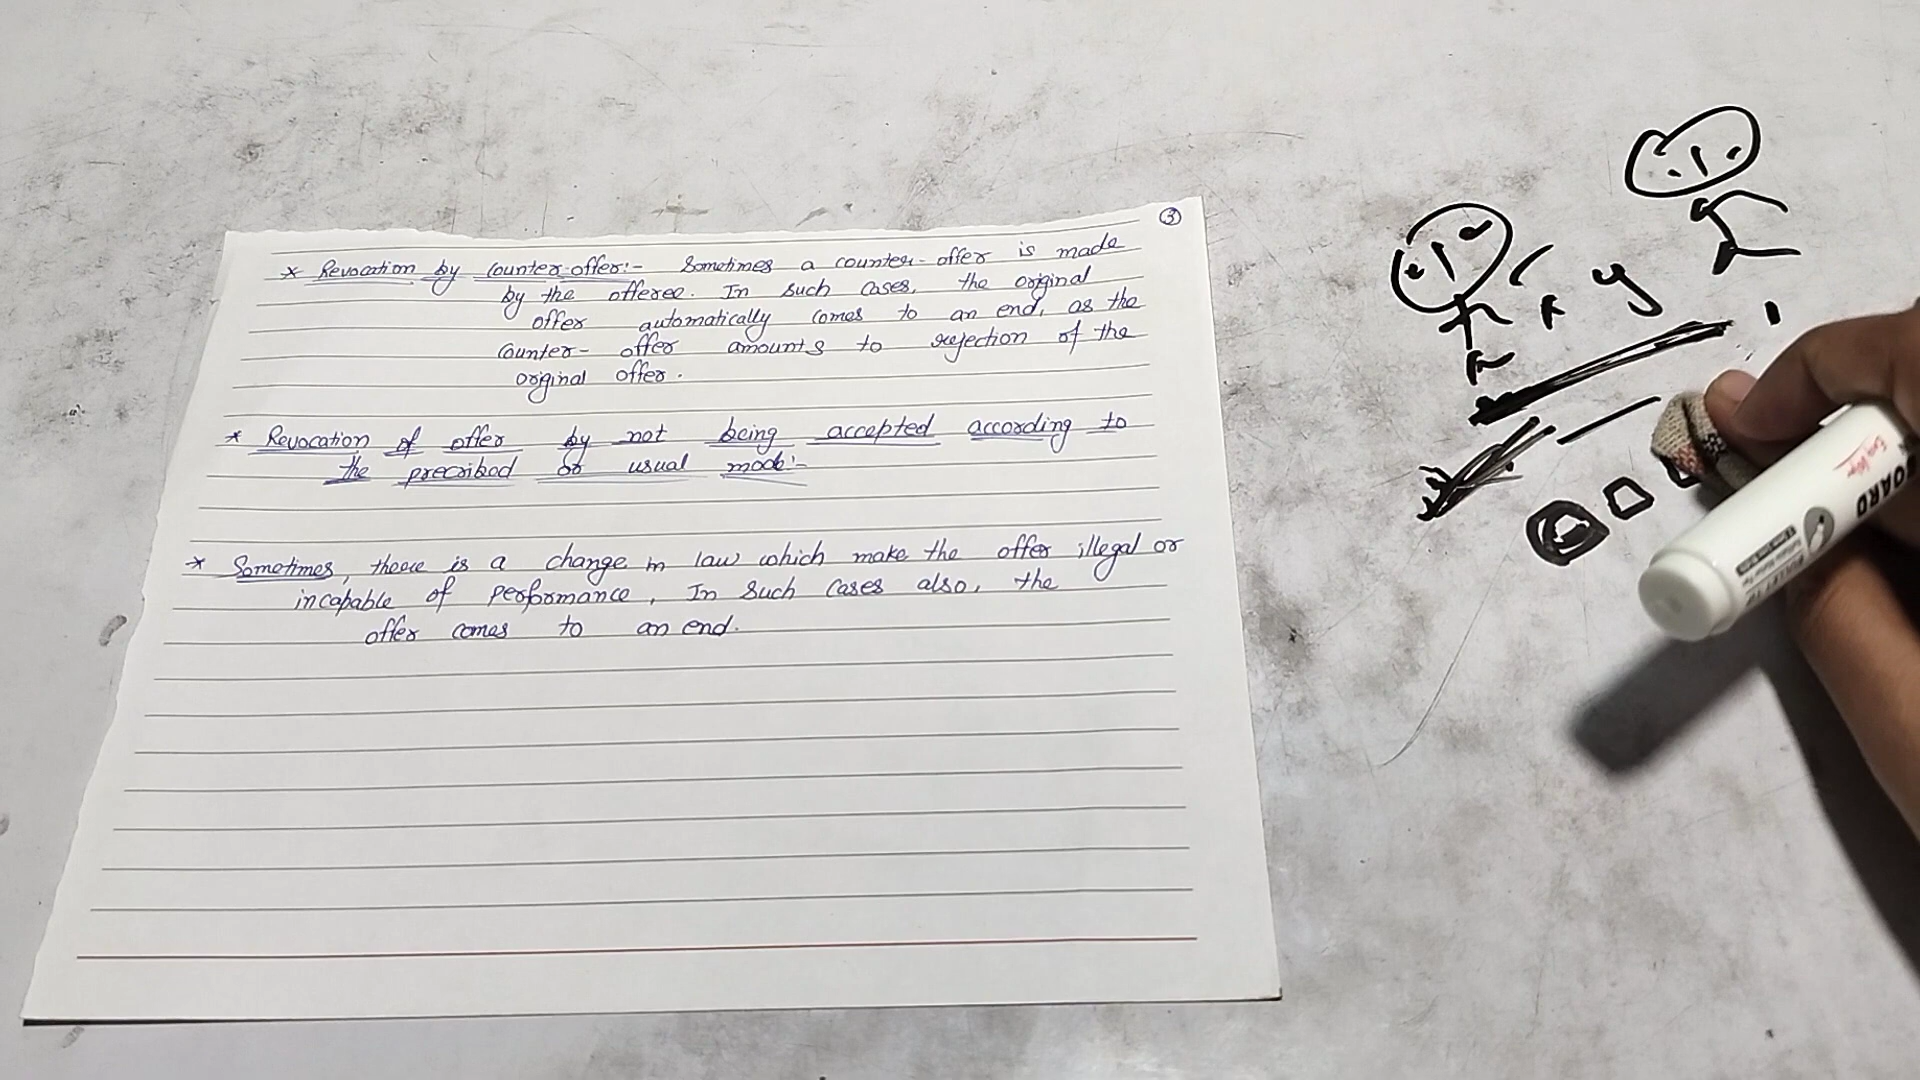 ③
* Revocation by Counter-offer:- Sometimes a counter-offer is made
by the offeree. In such cases, the original
offer automatically comes to an end, as the
Counter-offer amounts to rejection of the
original offer.
* Revocation of offer by not being accepted according to
the precribed or usual mode:-
* Sometimes, theere is a change in law which make the offer illegal or
incapable of performance, In such cases also, the
offer comes to an end.
y
BOARD